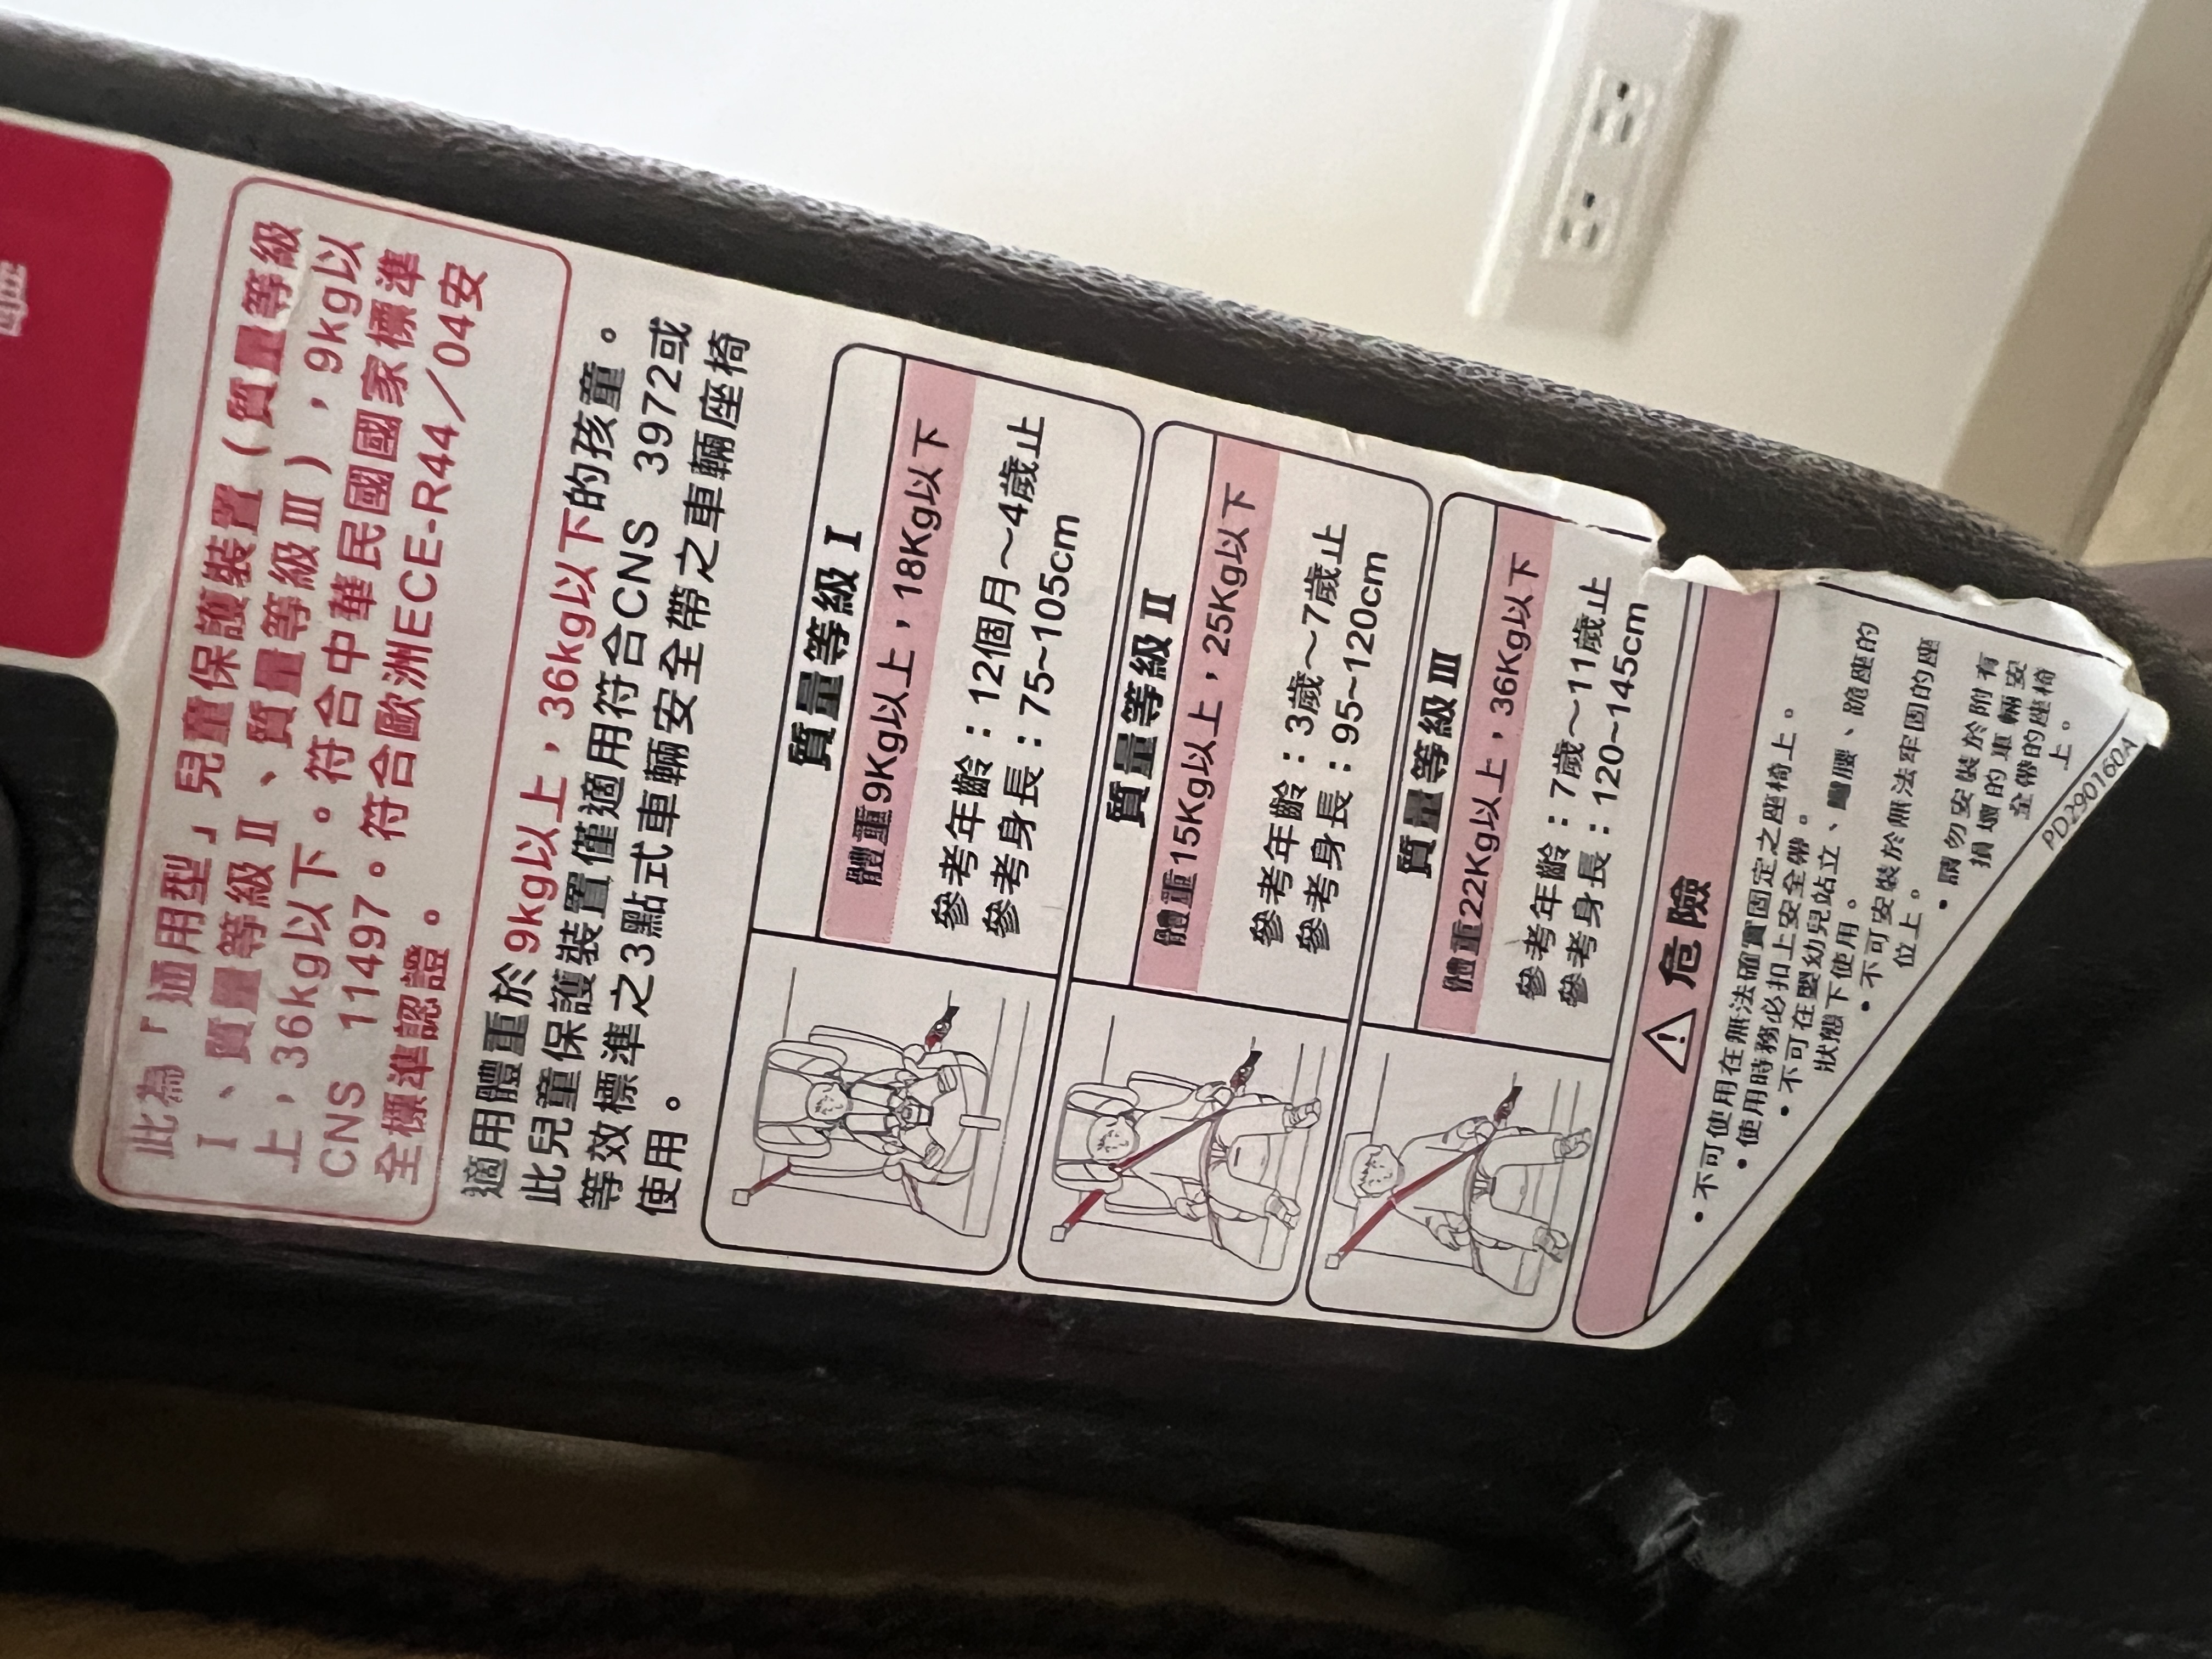 此為「通用型」兒童保護裝置（質量等級
I、質量等級II、質量等級III），9kg以
上，36kg以下。符合中華民國國家標準
CNS 11497。符合歐洲ECE-R44／04安
全標準認證。
適用體重於9kg以上，36kg以下的孩童。
此兒童保護裝置僅適用符合CNS 3972或
等效標準之3點式車輛安全帶之車輛座椅
使用。
質量等級 I
體重9Kg以上，18Kg以下
參考年齡：12個月～4歲止
參考身長：75~105cm
質量等級 II
體重15Kg以上，25Kg以下
參考年齡：3歲～7歲止
參考身長：95~120cm
質量等級 III
體重22Kg以上，36Kg以下
參考年齡：7歲～11歲止
參考身長：120~145cm
危險
•不可使用在無法確實固定之座椅上。
•使用時務必扣上安全帶。
•不可在嬰幼兒站立、彎腰、跪座的
狀態下使用。
•不可安裝於無法牢固的座
位上。
•請勿安裝於附有
損壞的車輛安
全帶的座椅
上。
PD290160A